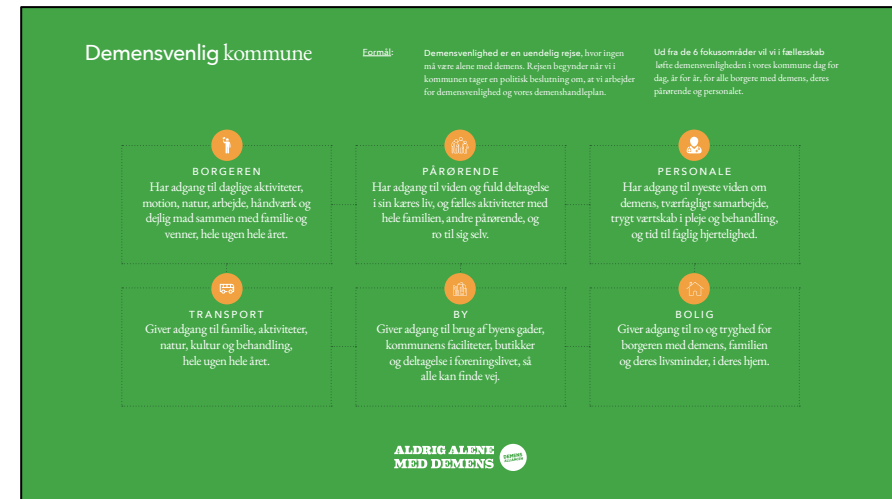 Demensvenlig kommune
Formål:
Demensvenlighed er en uendelig rejse, hvor ingen
må være alene med demens. Rejsen begynder når vi i
kommunen tager en politisk beslutning om, at vi arbejder
for demensvenlighed og vores demenshandleplan.
Ud fra de 6 fokusområder vil vi i fællesskab
løfte demensvenligheden i vores kommune dag for
dag, år for år, for alle borgere med demens, deres
pårørende og personalet.
BORGEREN
Har adgang til daglige aktiviteter,
motion, natur, arbejde, håndværk og
dejlig mad sammen med familie og
venner, hele ugen hele året.
PÅRØRENDE
Har adgang til viden og fuld deltagelse
i sin kæres liv, og fælles aktiviteter med
hele familien, andre pårørende, og
ro til sig selv.
PERSONALE
Har adgang til nyeste viden om
demens, tværfagligt samarbejde,
trygt værtskab i pleje og behandling,
og tid til faglig hjertelighed.
TRANSPORT
Giver adgang til familie, aktiviteter,
natur, kultur og behandling,
hele ugen hele året.
BY
Giver adgang til brug af byens gader,
kommunens faciliteter, butikker
og deltagelse i foreningslivet, så
alle kan finde vej.
BOLIG
Giver adgang til ro og tryghed for
borgeren med demens, familien
og deres livsminder, i deres hjem.
ALDRIG ALENE
MED DEMENS
DEMENS
ALLIANCEN